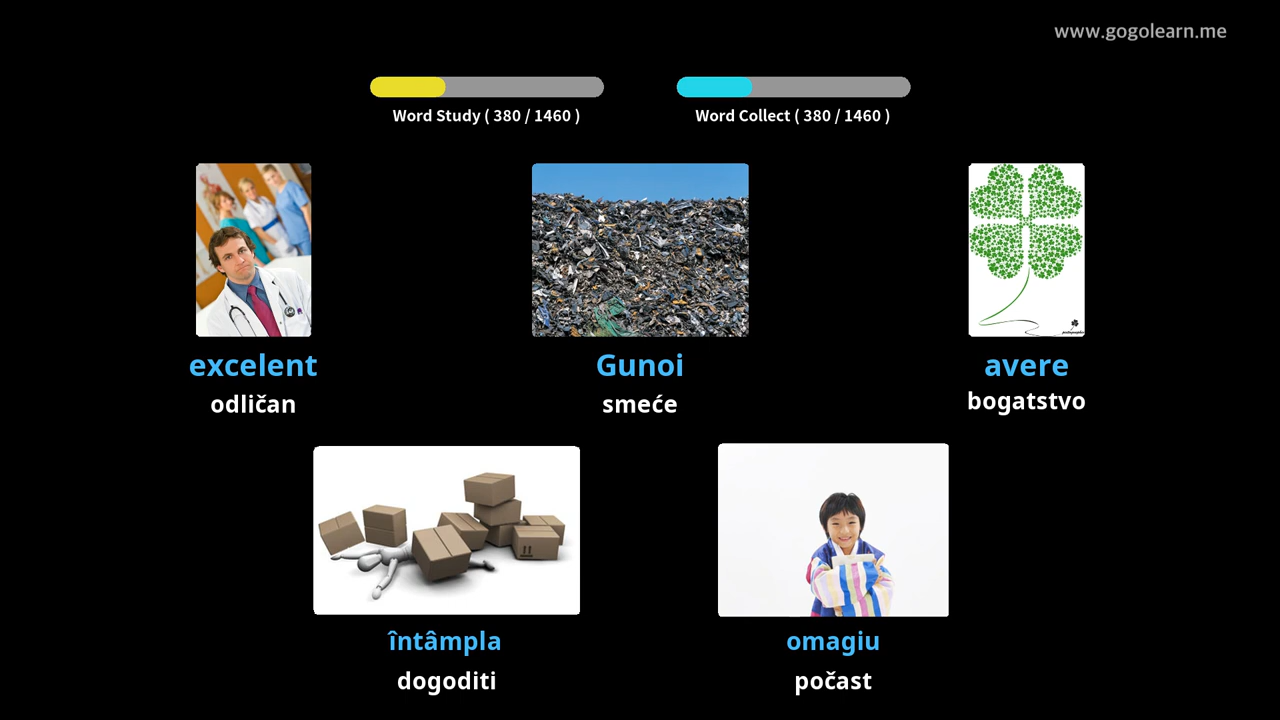 www.gogolearn.me
Word Study ( 380 / 1460 )
Word Collect ( 380 / 1460 )
excelent
Gunoi
avere
odličan
smeće
bogatstvo
întâmpla
omagiu
dogoditi
počast